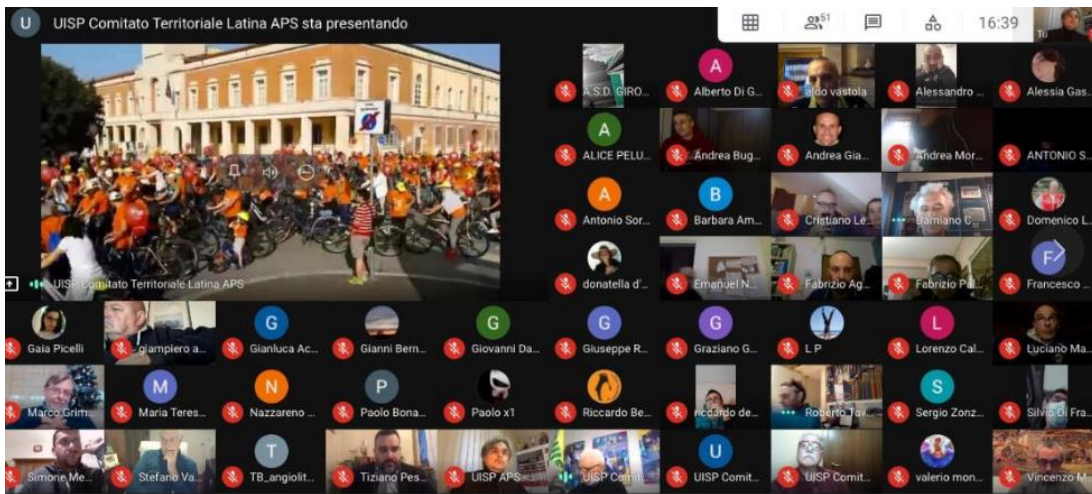 U UISP Comitato Territoriale Latina APS sta presentando
51
16:39
Tu
A.S.D. GIRO...
A
Alberto Di G...
aldo vastola
Alessandro ...
Alessia Gas...
A
ALICE PELU...
Andrea Bug...
Andrea Gia...
Andrea Mor...
ANTONIO S...
A
Antonio Sor...
B
Barbara Am...
Cristiano Le...
Damiano C...
Domenico L...
UISP Comitato Territoriale Latina APS
donatella d'...
Emanuel N...
Fabrizio Ag...
Fabrizio Pal...
F
Francesco ...
Gaia Picelli
giampiero a...
G
Gianluca Ac...
Gianni Bern...
G
Giovanni Da...
G
Giuseppe R...
G
Graziano G...
L P
L
Lorenzo Cal...
Luciano Ma...
Marco Grim...
M
Maria Teres...
N
Nazzareno ...
P
Paolo Bona...
Paolo x1
Riccardo Be...
riccardo de...
Roberto Tav...
S
Sergio Zonz...
Silvio Di Fra...
Simone Me...
Stefano Va...
T
TB_angiolit...
Tiziano Pes...
UISP APS
UISP Comit...
U
UISP Comit...
UISP Comit...
valerio mon...
Vincenzo